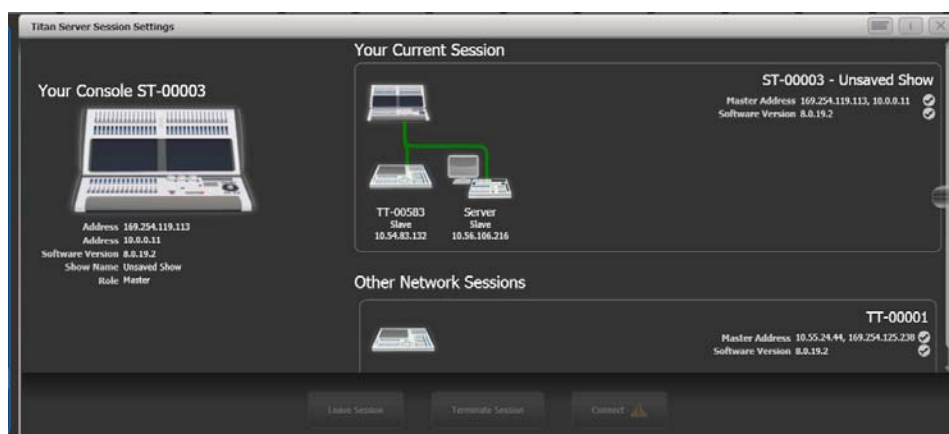 Titan Server Session Settings
Your Console ST-00003
Address 169.254.119.113
Address 10.0.0.11
Software Version 8.0.19.2
Show Name Unsaved Show
Role Master
Your Current Session
ST-00003 - Unsaved Show
Master Address 169.254.119.113, 10.0.0.11
Software Version 8.0.19.2
TT-00583
Slave
10.54.83.132
Server
Slave
10.56.106.216
Other Network Sessions
TT-00001
Master Address 10.55.24.44, 169.254.125.238
Software Version 8.0.19.2
Leave Session
Terminate Session
Connect